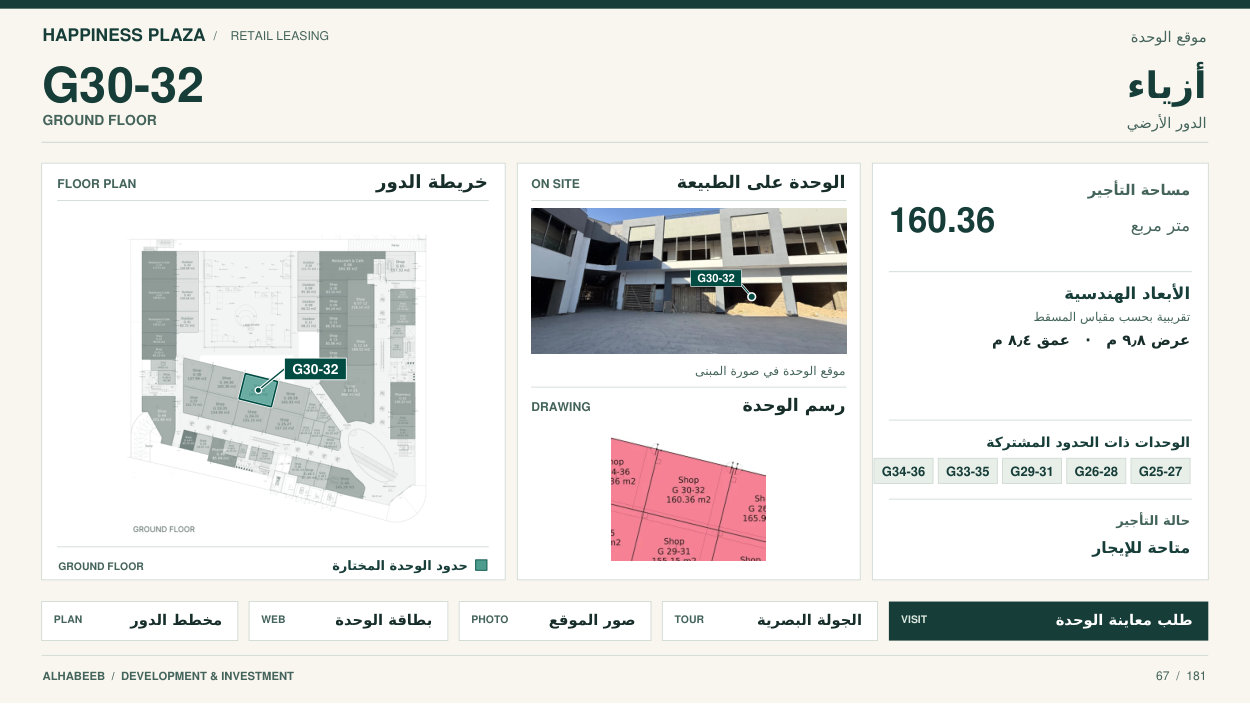 HAPPINESS PLAZA / RETAIL LEASING
موقع الوحدة
G30-32
أزياء
GROUND FLOOR
الدور الأرضي
FLOOR PLAN
خريطة الدور
G30-32
GROUND FLOOR
GROUND FLOOR
حدود الوحدة المختارة
ON SITE
الوحدة على الطبيعة
G30-32
موقع الوحدة في صورة المبنى
DRAWING
رسم الوحدة
Shop
G 30-32
160.36 m2
Shop
G 29-31
Shop
مساحة التأجير
160.36
متر مربع
الأبعاد الهندسية
تقريبية بحسب مقياس المسقط
عرض ٩٫٨ م · عمق ٨٫٤ م
الوحدات ذات الحدود المشتركة
G34-36 G33-35 G29-31 G26-28 G25-27
حالة التأجير
متاحة للإيجار
PLAN مخطط الدور
WEB بطاقة الوحدة
PHOTO صور الموقع
TOUR الجولة البصرية
VISIT طلب معاينة الوحدة
ALHABEEB / DEVELOPMENT & INVESTMENT
67 / 181